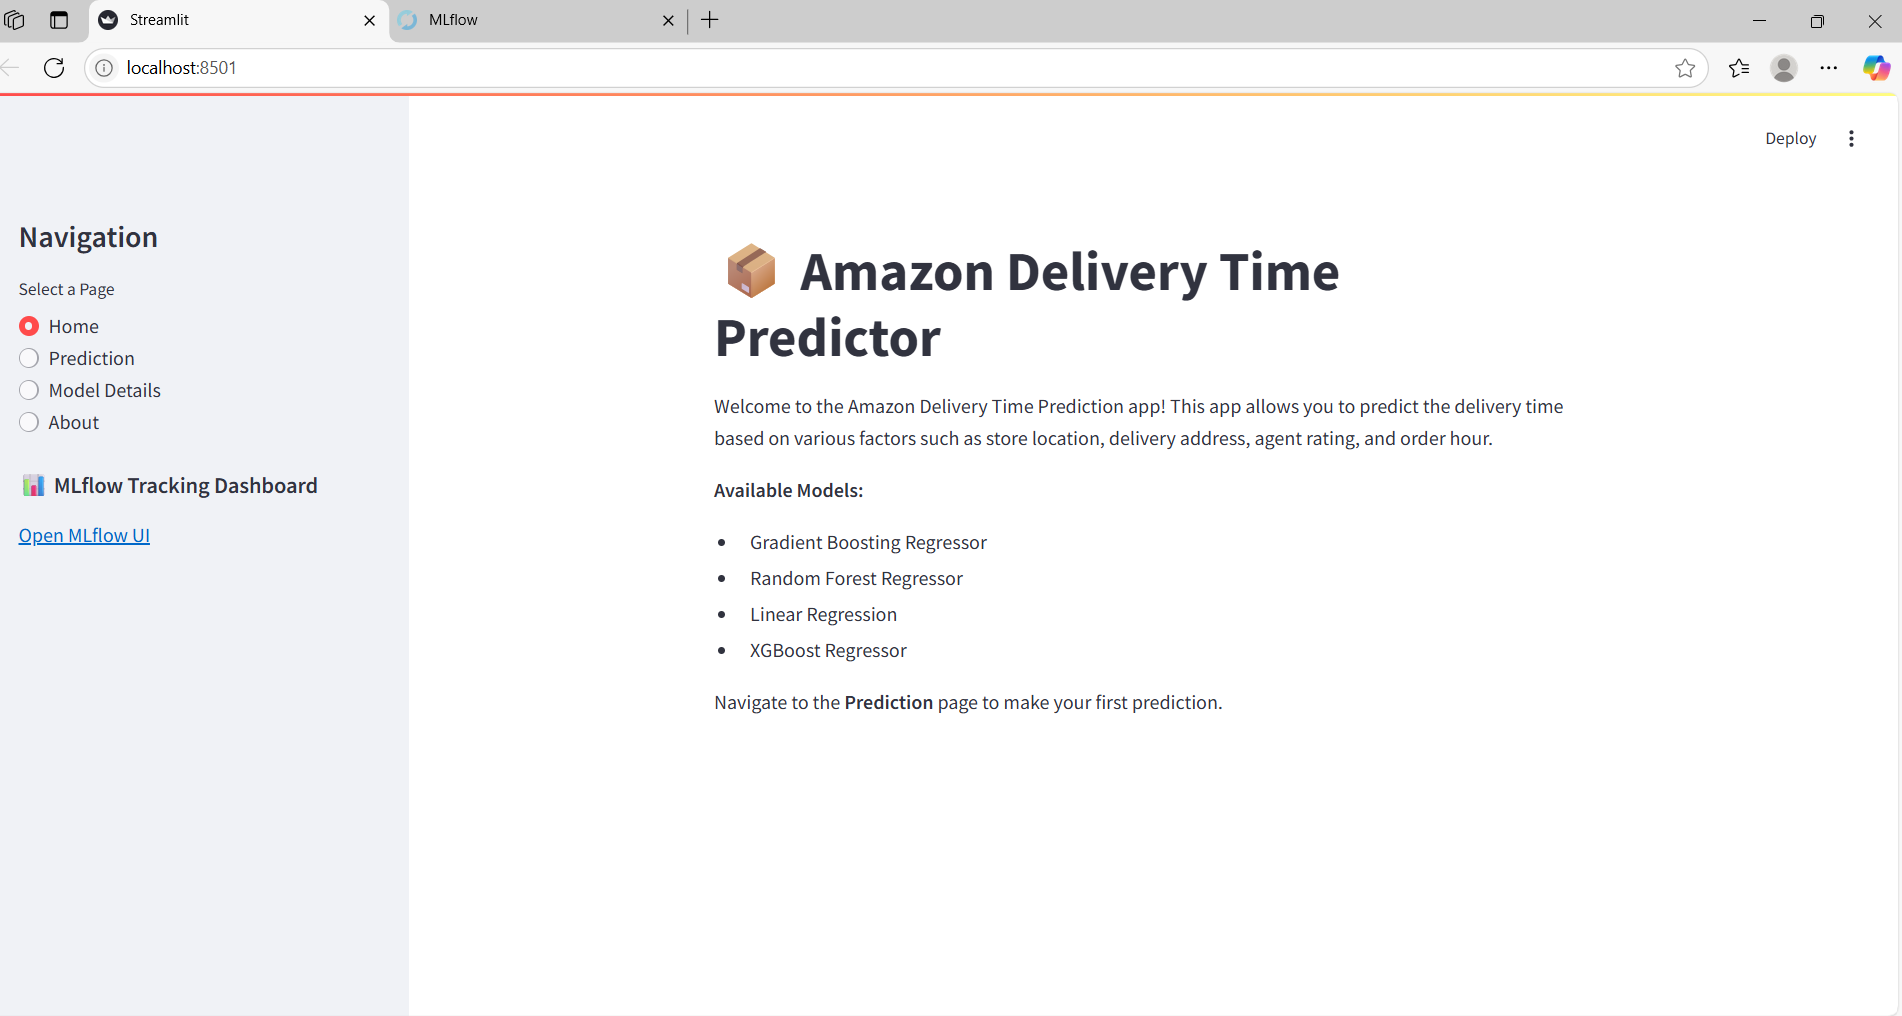 Streamlit
MLflow
localhost:8501
Deploy
Navigation
Select a Page
Home
Prediction
Model Details
About
MLflow Tracking Dashboard
Open MLflow UI
Amazon Delivery Time
Predictor
Welcome to the Amazon Delivery Time Prediction app! This app allows you to predict the delivery time
based on various factors such as store location, delivery address, agent rating, and order hour.
Available Models:
• Gradient Boosting Regressor
• Random Forest Regressor
• Linear Regression
• XGBoost Regressor
Navigate to the Prediction page to make your first prediction.